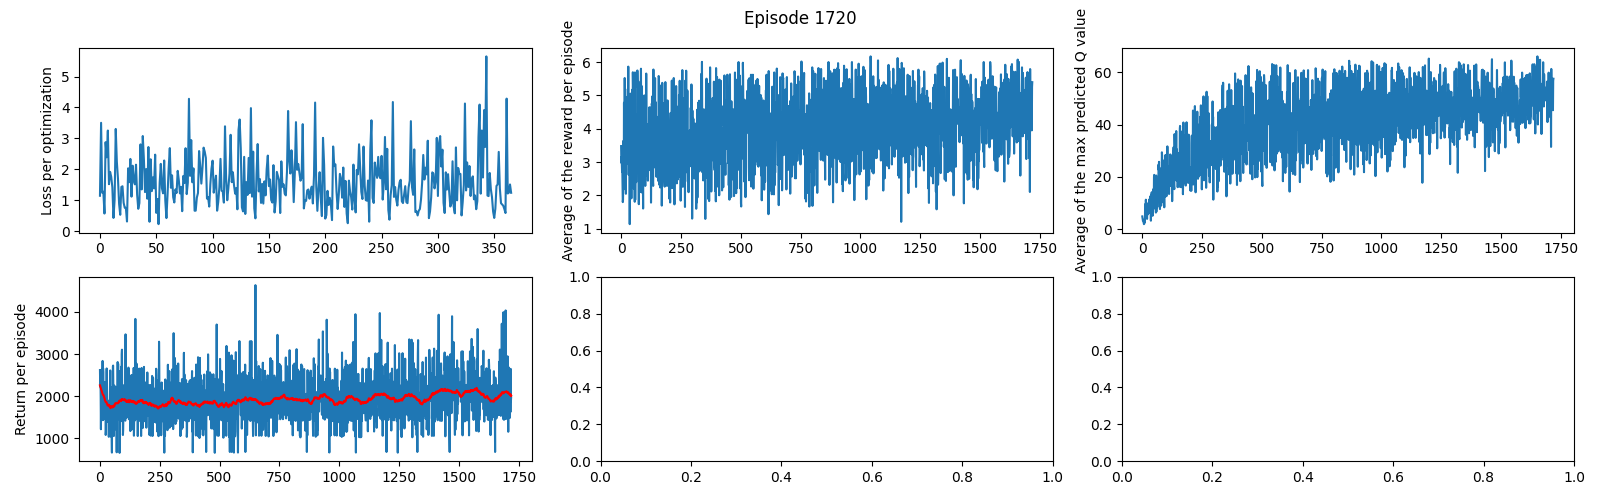 Episode 1720
Loss per optimization
5
4
3
2
1
0
0 50 100 150 200 250 300 350
Average of the reward per episode
6
5
4
3
2
1
0 250 500 750 1000 1250 1500 1750
Average of the max predicted Q value
60
40
20
0
0 250 500 750 1000 1250 1500 1750
Return per episode
4000
3000
2000
1000
0 250 500 750 1000 1250 1500 1750
1.0
0.8
0.6
0.4
0.2
0.0
0.0 0.2 0.4 0.6 0.8 1.0
1.0
0.8
0.6
0.4
0.2
0.0
0.0 0.2 0.4 0.6 0.8 1.0